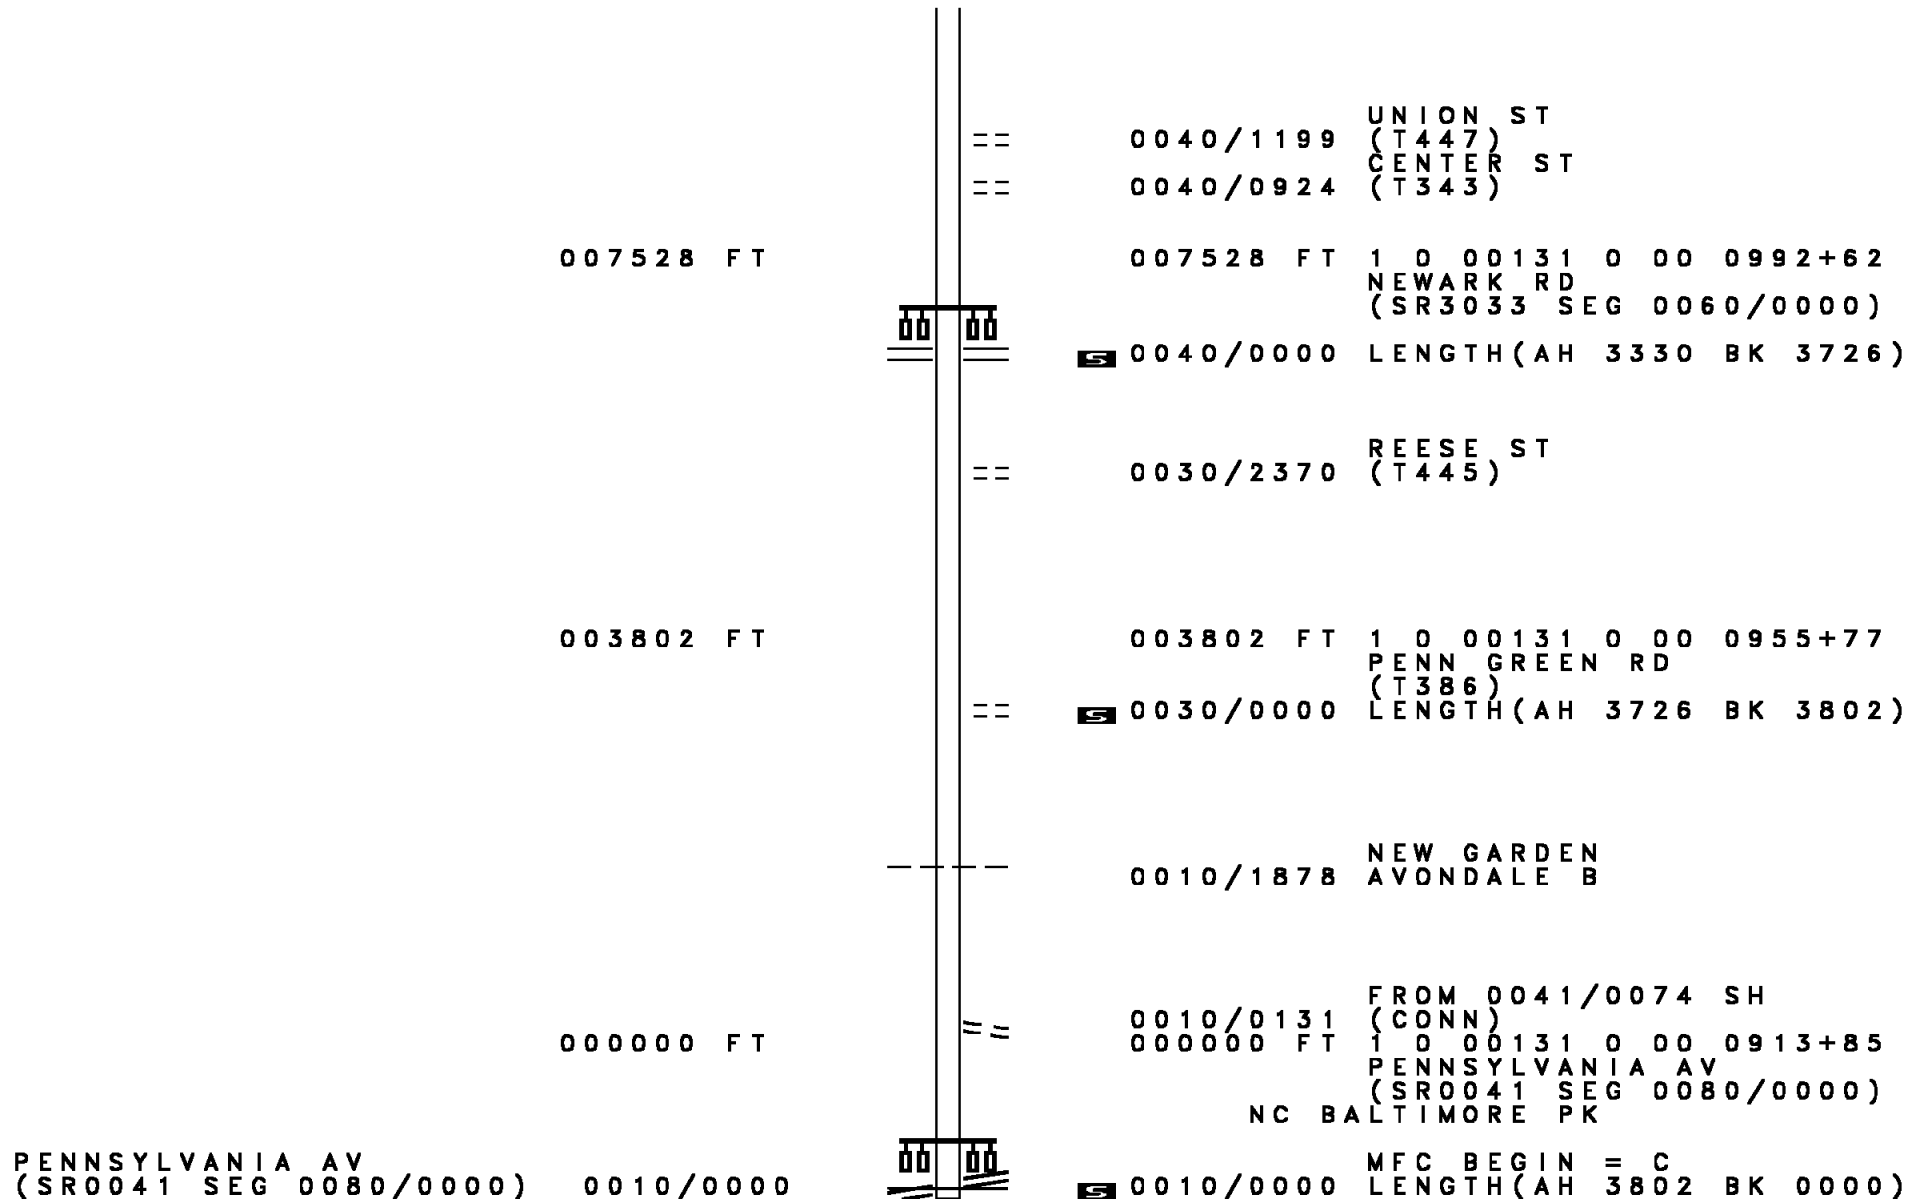 UNION ST
0040/1199 (T447)
CENTER ST
0040/0924 (T343)
007528 FT 007528 FT 1 0 00131 0 00 0992+62
NEWARK RD
(SR3033 SEG 0060/0000)
S 0040/0000 LENGTH(AH 3330 BK 3726)
REESE ST
0030/2370 (T445)
003802 FT 003802 FT 1 0 00131 0 00 0955+77
PENN GREEN RD
(T386)
S 0030/0000 LENGTH(AH 3726 BK 3802)
NEW GARDEN
0010/1878 AVONDALE B
FROM 0041/0074 SH
0010/0131 (CONN)
000000 FT 000000 FT 1 0 00131 0 00 0913+85
PENNSYLVANIA AV
(SR0041 SEG 0080/0000)
NC BALTIMORE PK
PENNSYLVANIA AV MFC BEGIN = C
(SR0041 SEG 0080/0000) 0010/0000 S 0010/0000 LENGTH(AH 3802 BK 0000)